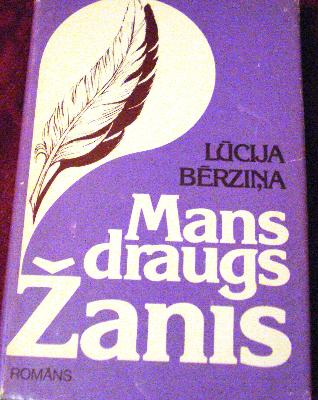 LŪCIJA
BĒRZIŅA
Mans
draugs
Žanis
ROMĀNS